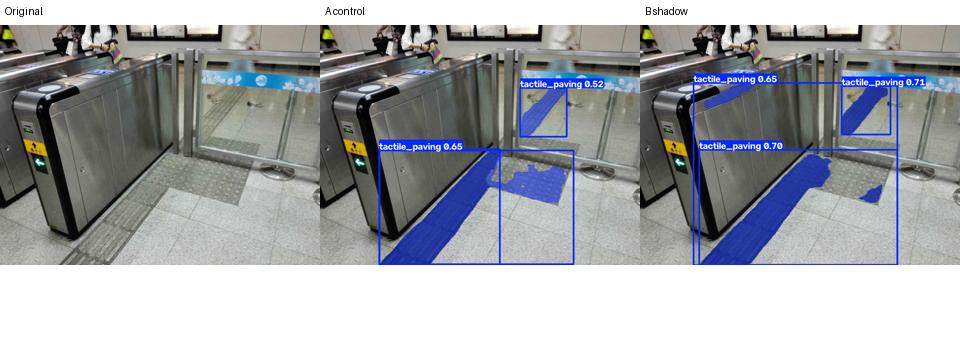 Original
Acontrol
Bshadow
tactile_paving 0.52
tactile_paving 0.65
tactile_paving 0.65
tactile_paving 0.71
tactile_paving 0.70